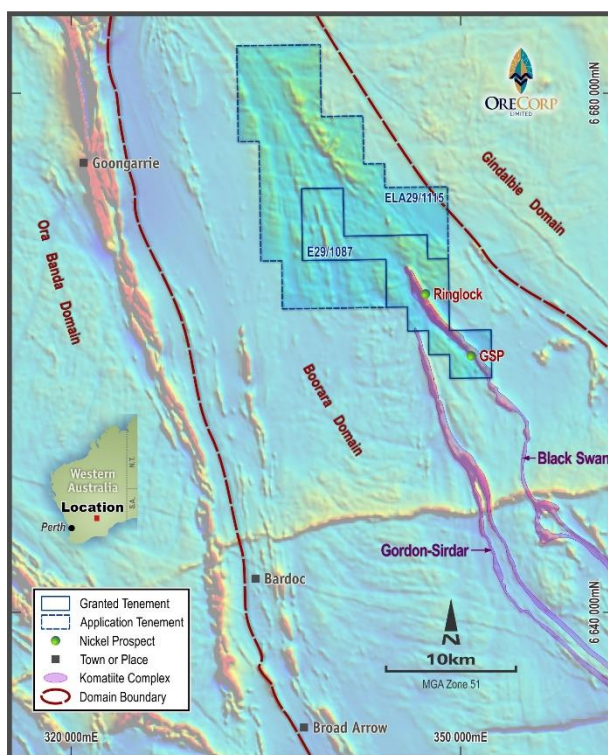 ORECORP
LIMITED
6 680 000mN
Goongarrie
Gindalbie Domain
ELA29/1115
E29/1087
Ora Banda Domain
Ringlock
GSP
Boorara Domain
Western
Australia
Location
Perth
N.T.
S.A.
Black Swan
Gordon-Sirdar
Bardoc
6 640 000mN
Granted Tenement
Application Tenement
Nickel Prospect
Town or Place
Komatiite Complex
Domain Boundary
N
10km
MGA Zone 51
Broad Arrow
320 000mE
350 000mE